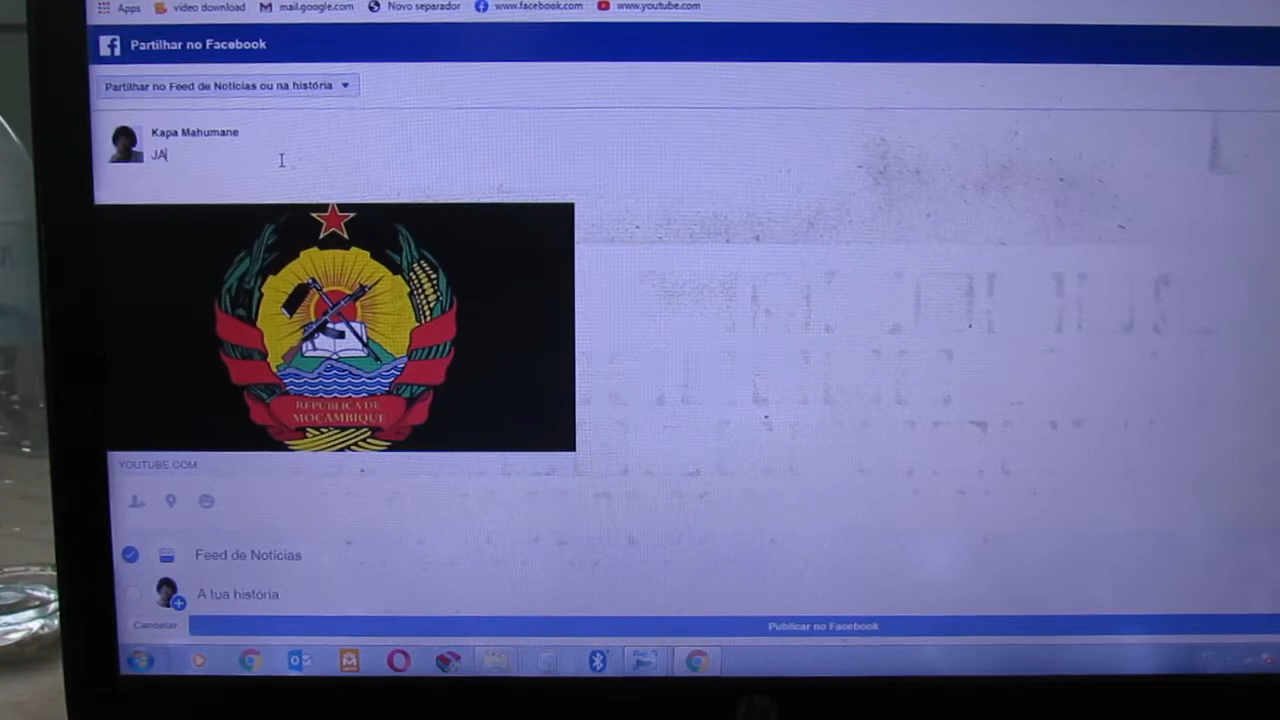 Apps video download mail.google.com Novo separador www.facebook.com www.youtube.com
Partilhar no Facebook
Partilhar no Feed de Notícias ou na história
Kapa Mahumane
JA
REPÚBLICA DE
MOÇAMBIQUE
YOUTUBE.COM
Feed de Notícias
A tua história
Cancelar
Publicar no Facebook